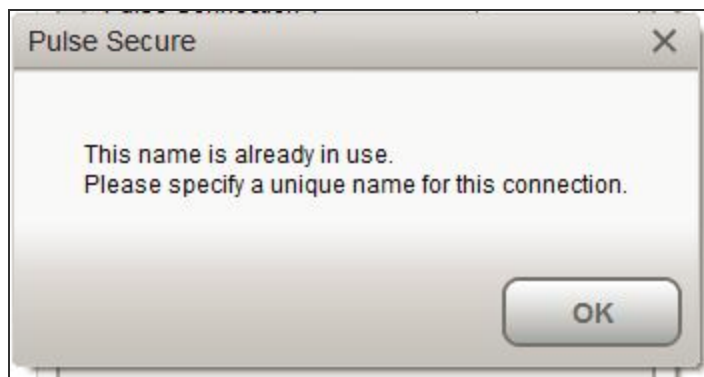 Pulse Secure
This name is already in use.
Please specify a unique name for this connection.
OK